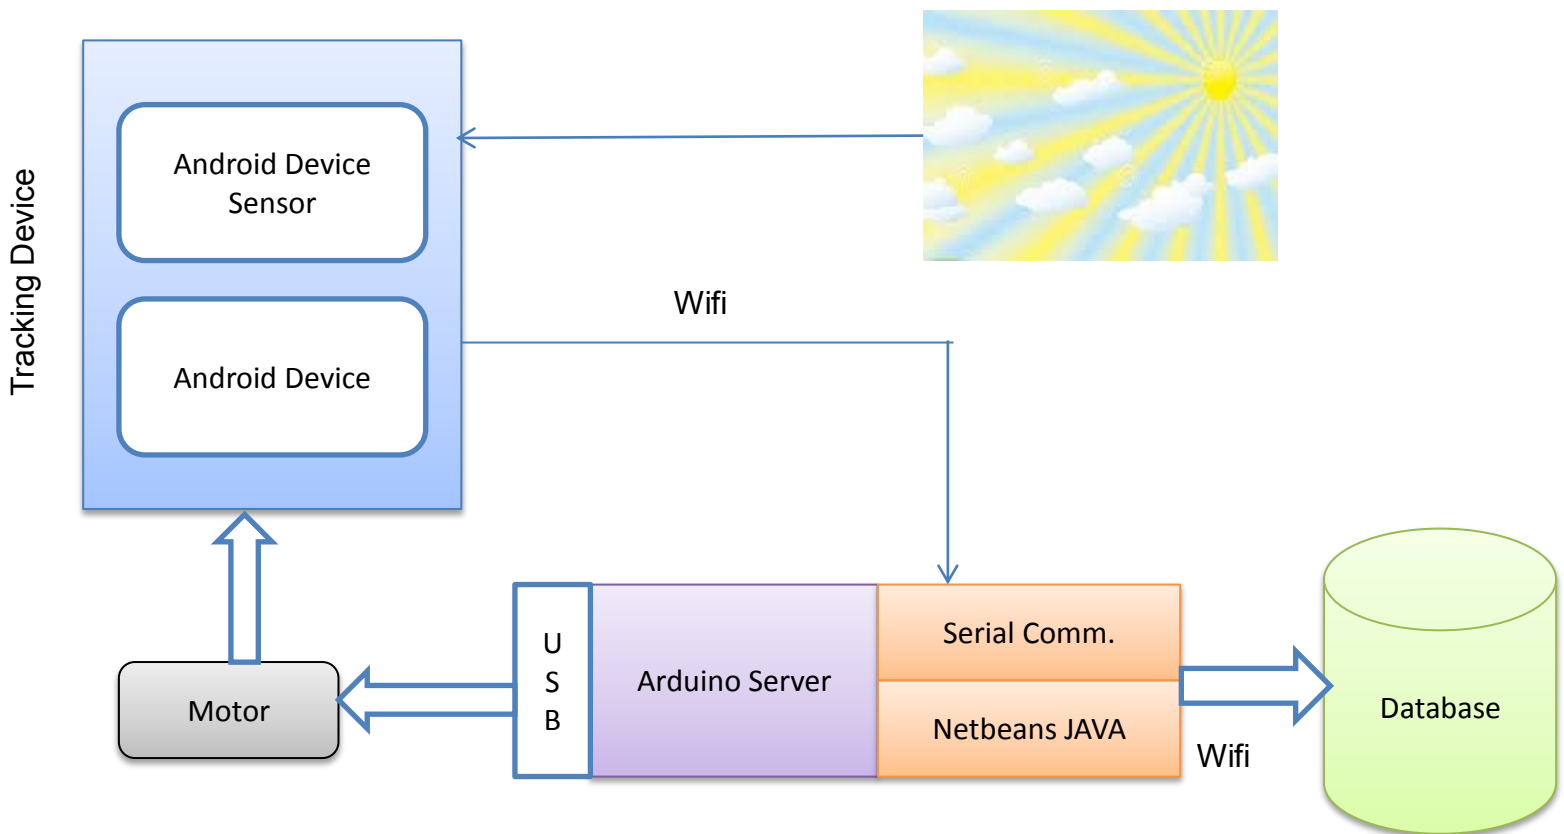 Tracking Device
Android Device
Sensor
Android Device
Wifi
U
S
B
Arduino Server
Serial Comm.
Netbeans JAVA
Motor
Wifi
Database